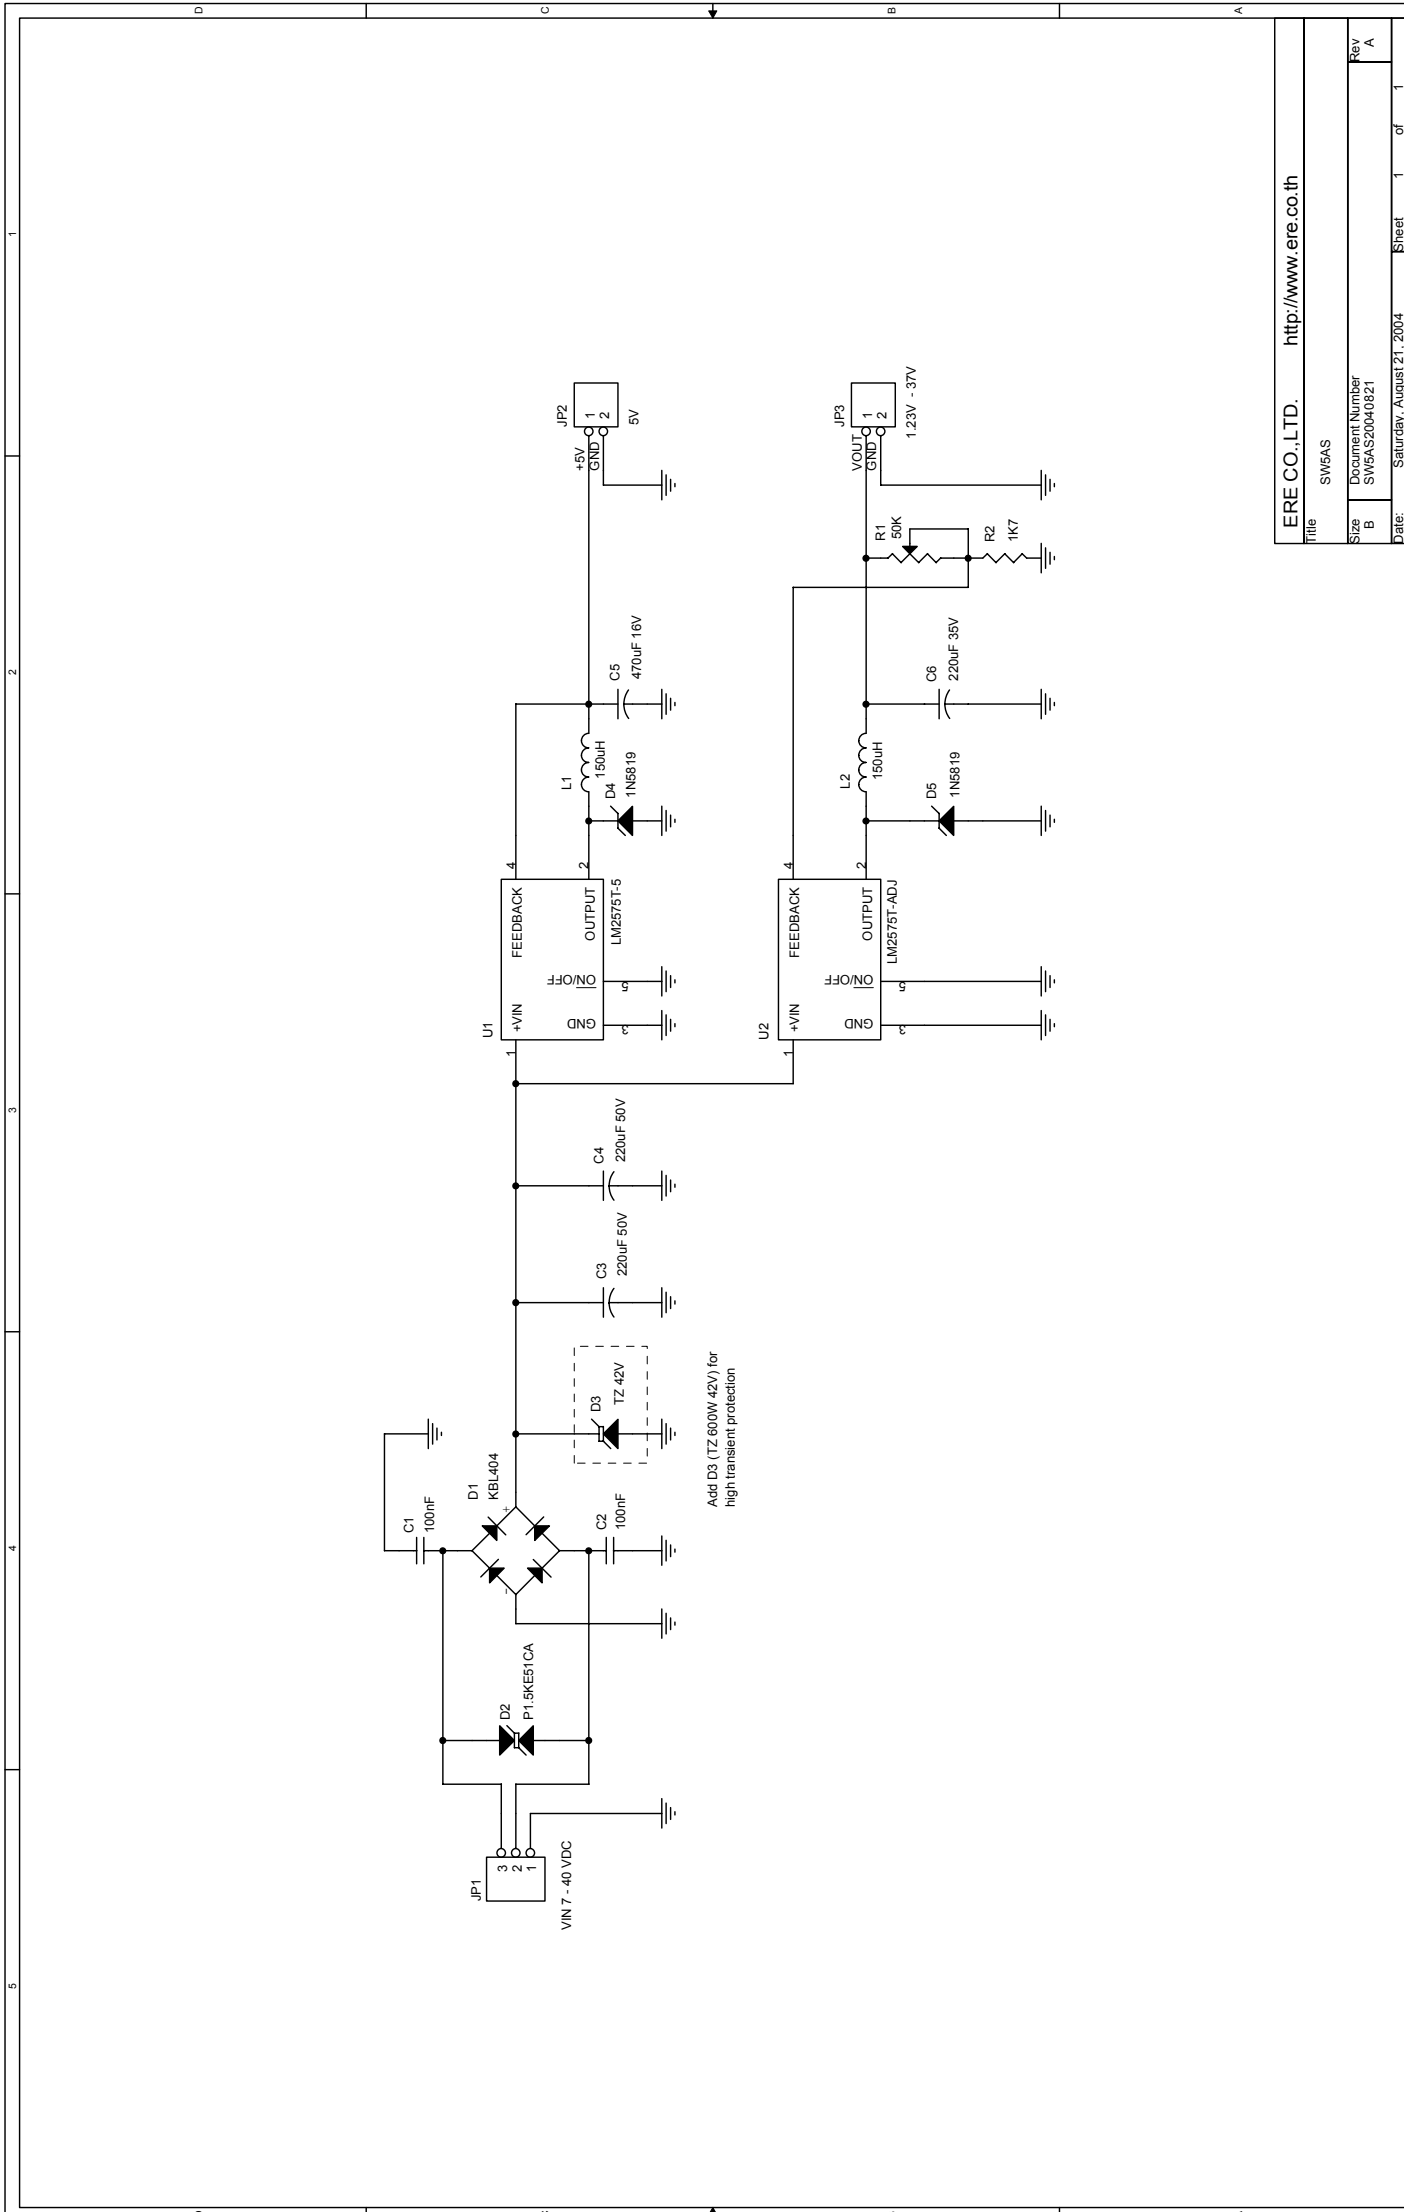 5
4
3
2
1
D
C
B
A
JP1
3
2
1
VIN 7 - 40 VDC
D2
P1.5KE51CA
C1
100nF
D1
KBL404
+
-
C2
100nF
D3
TZ 42V
Add D3 (TZ 600W 42V) for
high transient protection
C3
220uF 50V
C4
220uF 50V
U1
1
+VIN
FEEDBACK
4
GND
ON/OFF
OUTPUT
2
3
5
LM2575T-5
L1
150uH
D4
1N5819
C5
470uF 16V
JP2
+5V
GND
1
2
5V
U2
1
+VIN
FEEDBACK
4
GND
ON/OFF
OUTPUT
2
3
5
LM2575T-ADJ
L2
150uH
D5
1N5819
C6
220uF 35V
R1
50K
R2
1K7
JP3
VOUT
GND
1
2
1.23V - 37V
ERE CO.,LTD. http://www.ere.co.th
Title
SW5AS
Size Document Number Rev
B SW5AS20040821 A
Date: Saturday, August 21, 2004 Sheet 1 of 1